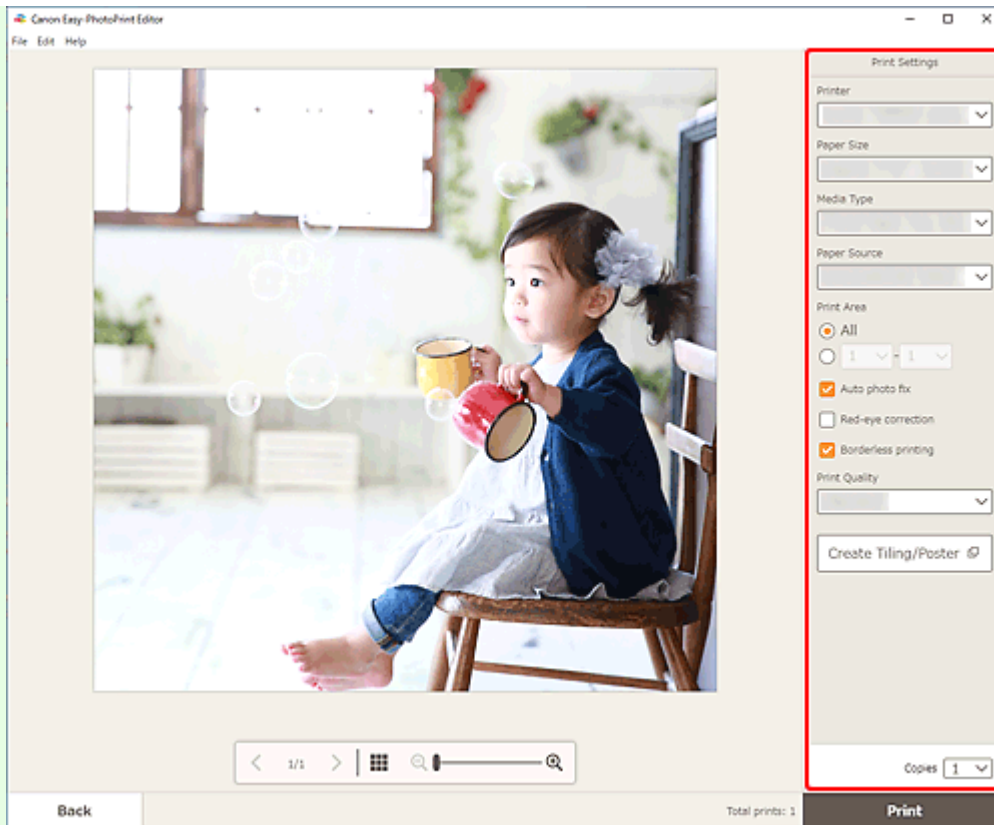 Canon Easy-PhotoPrint Editor
File Edit Help
Print Settings
Printer
Paper Size
Media Type
Paper Source
Print Area
All
1 - 1
Auto photo fix
Red-eye correction
Borderless printing
Print Quality
Create Tiling/Poster
1/1
Copies 1
Back
Total prints: 1
Print